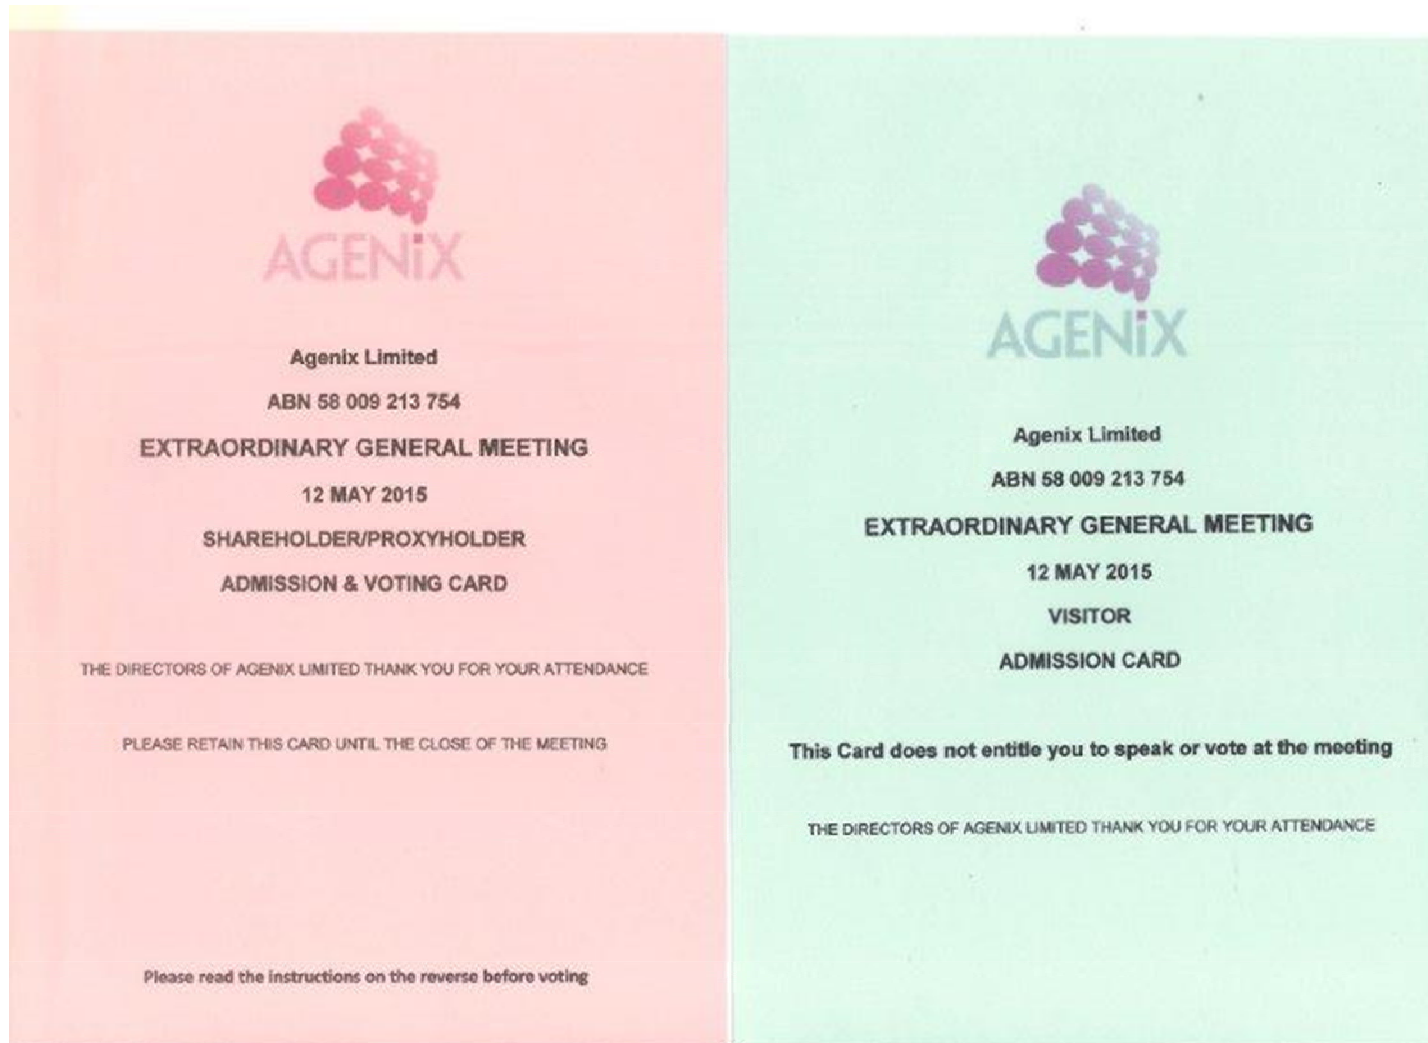 AGENiX
Agenix Limited
ABN 58 009 213 754
EXTRAORDINARY GENERAL MEETING
12 MAY 2015
SHAREHOLDER/PROXYHOLDER
ADMISSION & VOTING CARD
THE DIRECTORS OF AGENIX LIMITED THANK YOU FOR YOUR ATTENDANCE
PLEASE RETAIN THIS CARD UNTIL THE CLOSE OF THE MEETING
Please read the instructions on the reverse before voting
AGENiX
Agenix Limited
ABN 58 009 213 754
EXTRAORDINARY GENERAL MEETING
12 MAY 2015
VISITOR
ADMISSION CARD
This Card does not entitle you to speak or vote at the meeting
THE DIRECTORS OF AGENIX LIMITED THANK YOU FOR YOUR ATTENDANCE